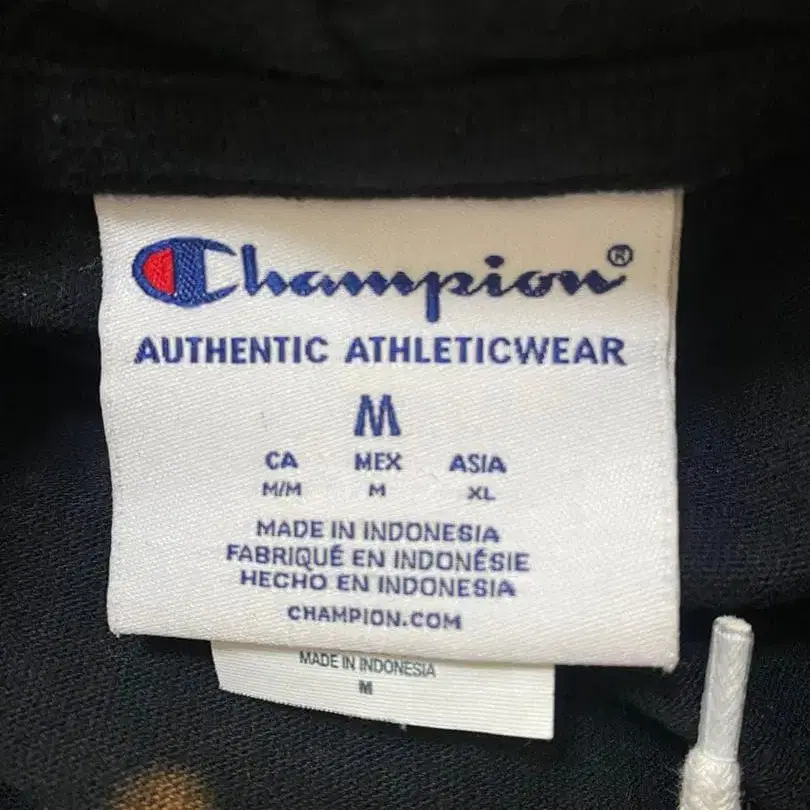 Champion®
AUTHENTIC ATHLETICWEAR
M
CA MEX ASIA
M/M M XL
MADE IN INDONESIA
FABRIQUÉ EN INDONÉSIE
HECHO EN INDONESIA
CHAMPION.COM
MADE IN INDONESIA
M